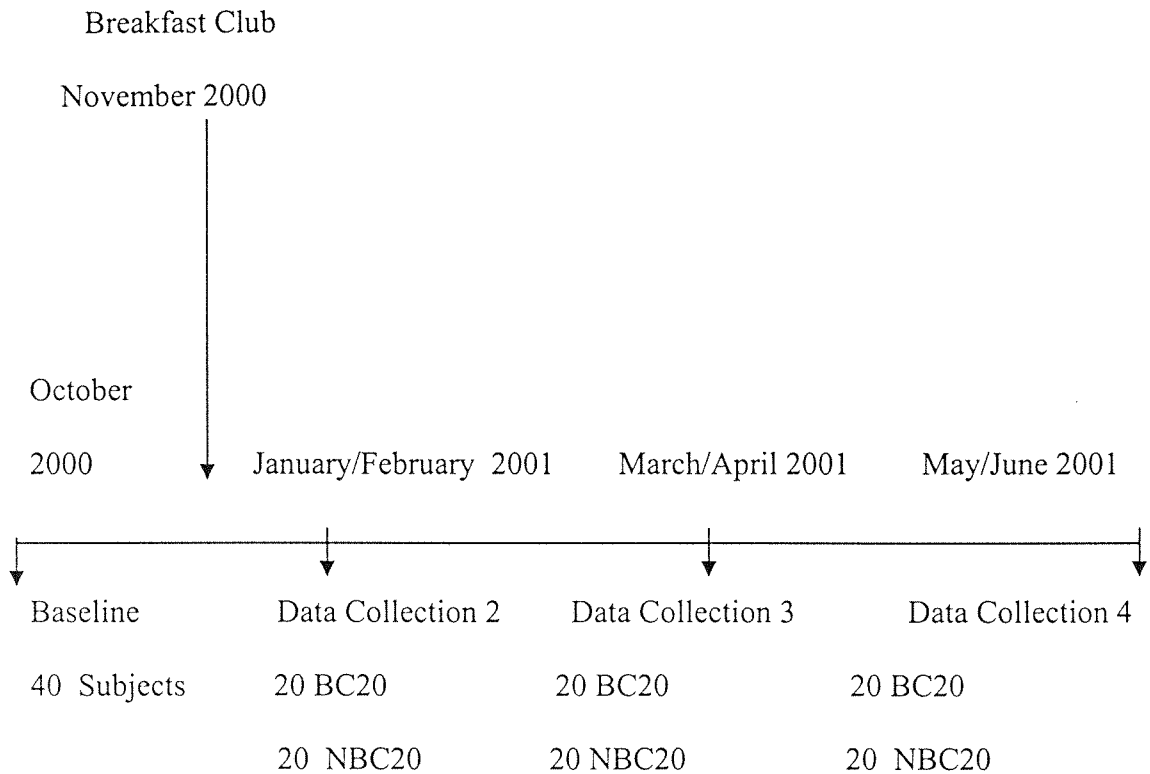 Breakfast Club
November 2000
October
2000 January/February 2001 March/April 2001 May/June 2001
Baseline Data Collection 2 Data Collection 3 Data Collection 4
40 Subjects 20 BC20 20 BC20 20 BC20
20 NBC20 20 NBC20 20 NBC20